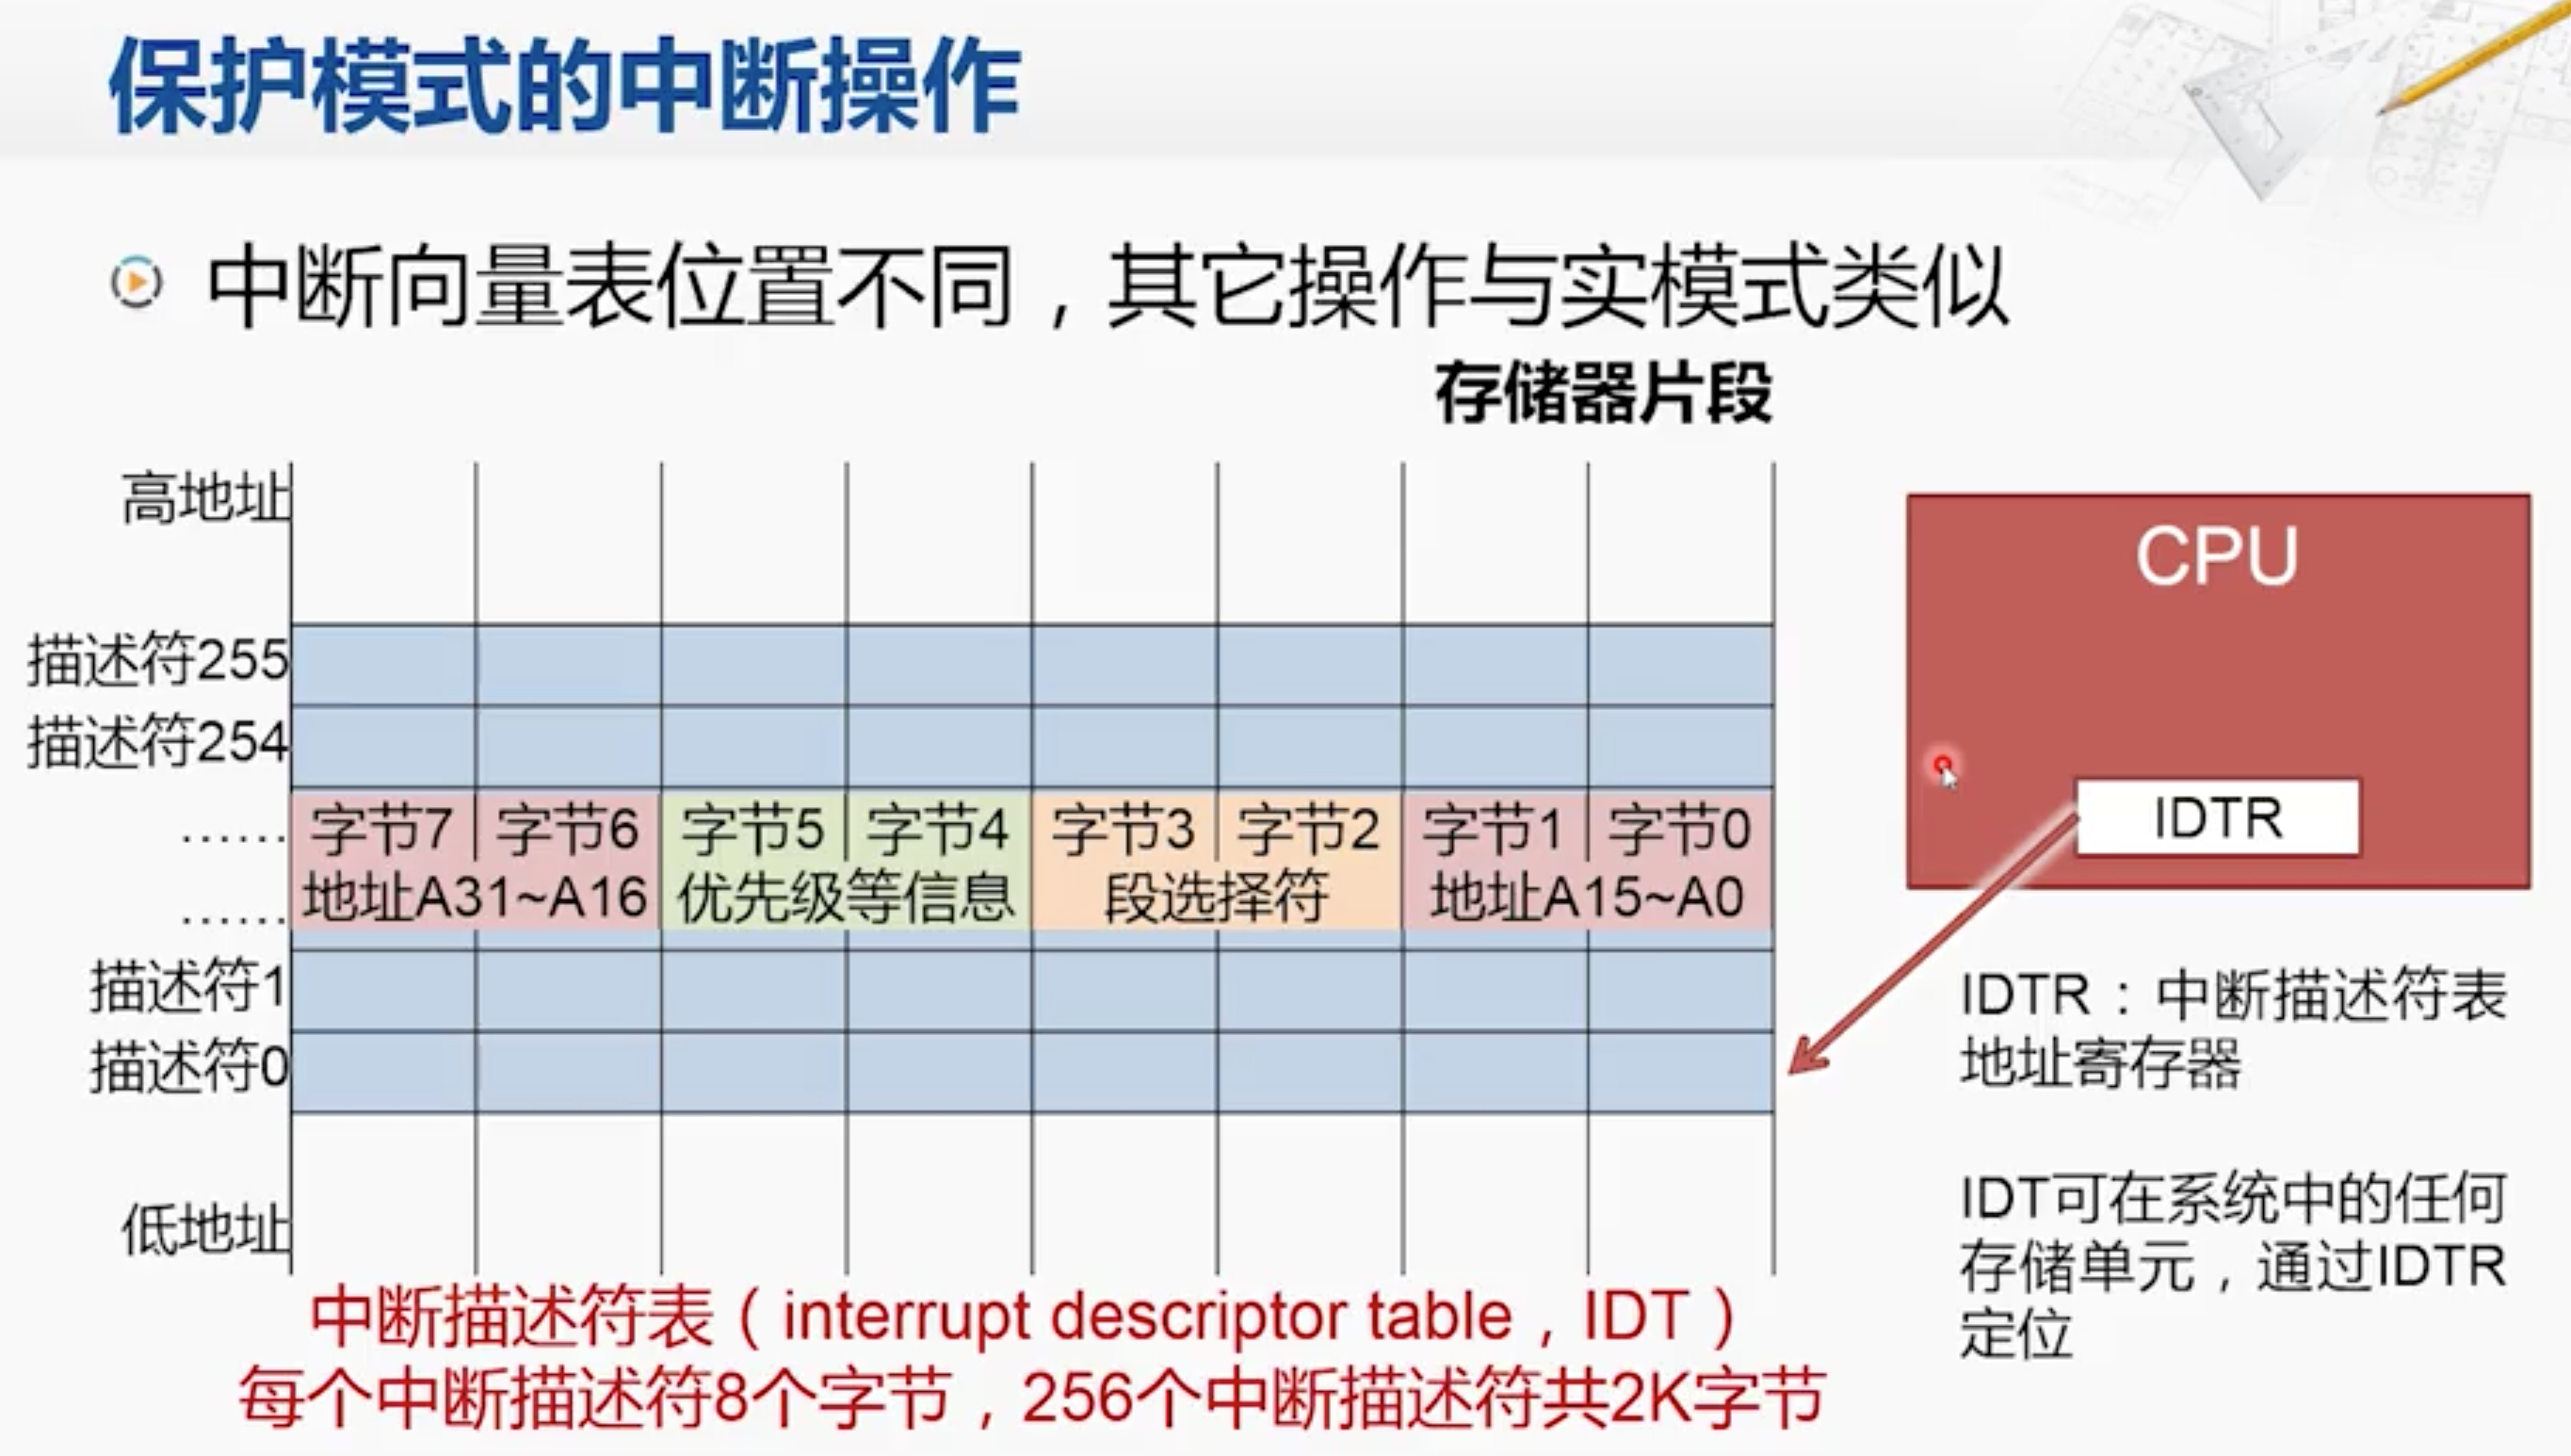 保护模式的中断操作
中断向量表位置不同，其它操作与实模式类似
存储器片段
高地址
描述符255
描述符254
……
字节7 字节6 字节5 字节4 字节3 字节2 字节1 字节0
地址A31~A16 优先级等信息 段选择符 地址A15~A0
……
描述符1
描述符0
低地址
CPU
IDTR
IDTR：中断描述符表
地址寄存器
IDT可在系统中的任何
存储单元，通过IDTR
定位
中断描述符表（interrupt descriptor table，IDT）
每个中断描述符8个字节，256个中断描述符共2K字节